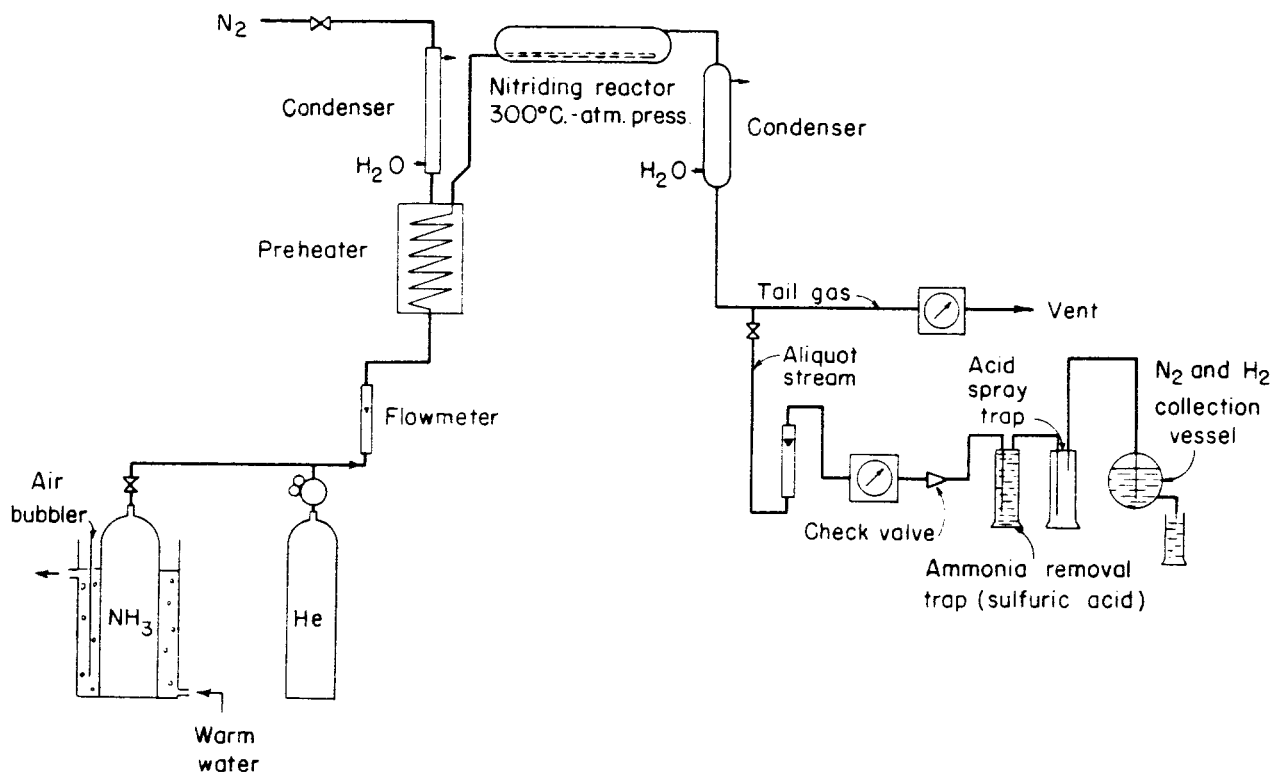 N2
Condenser
H2O
Preheater
Nitriding reactor
300°C.-atm. press.
Condenser
H2O
Tail gas
Vent
Aliquot
stream
Acid
spray
trap
N2 and H2
collection
vessel
Flowmeter
Check valve
Ammonia removal
trap (sulfuric acid)
Air
bubbler
NH3
He
Warm
water